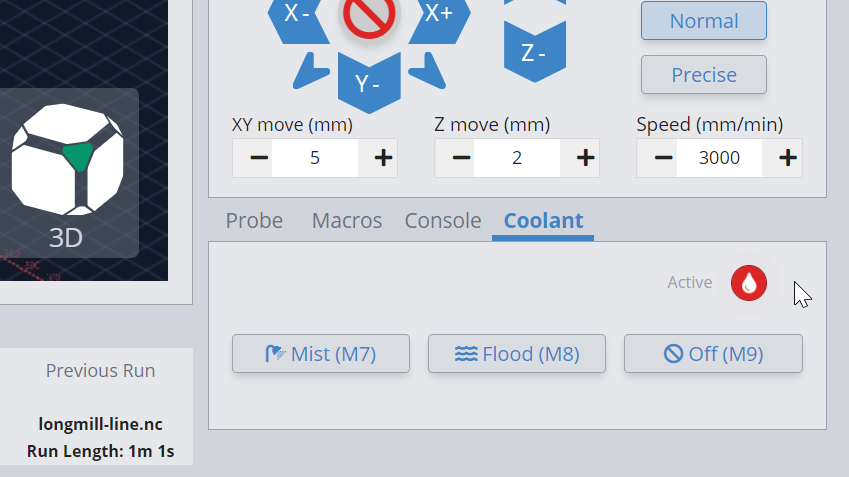 X -
X+
Y -
Z -
Normal
Precise
XY move (mm)
Z move (mm)
Speed (mm/min)
5
2
3000
3D
Probe
Macros
Console
Coolant
Active
Mist (M7)
Flood (M8)
Off (M9)
Previous Run
longmill-line.nc
Run Length: 1m 1s